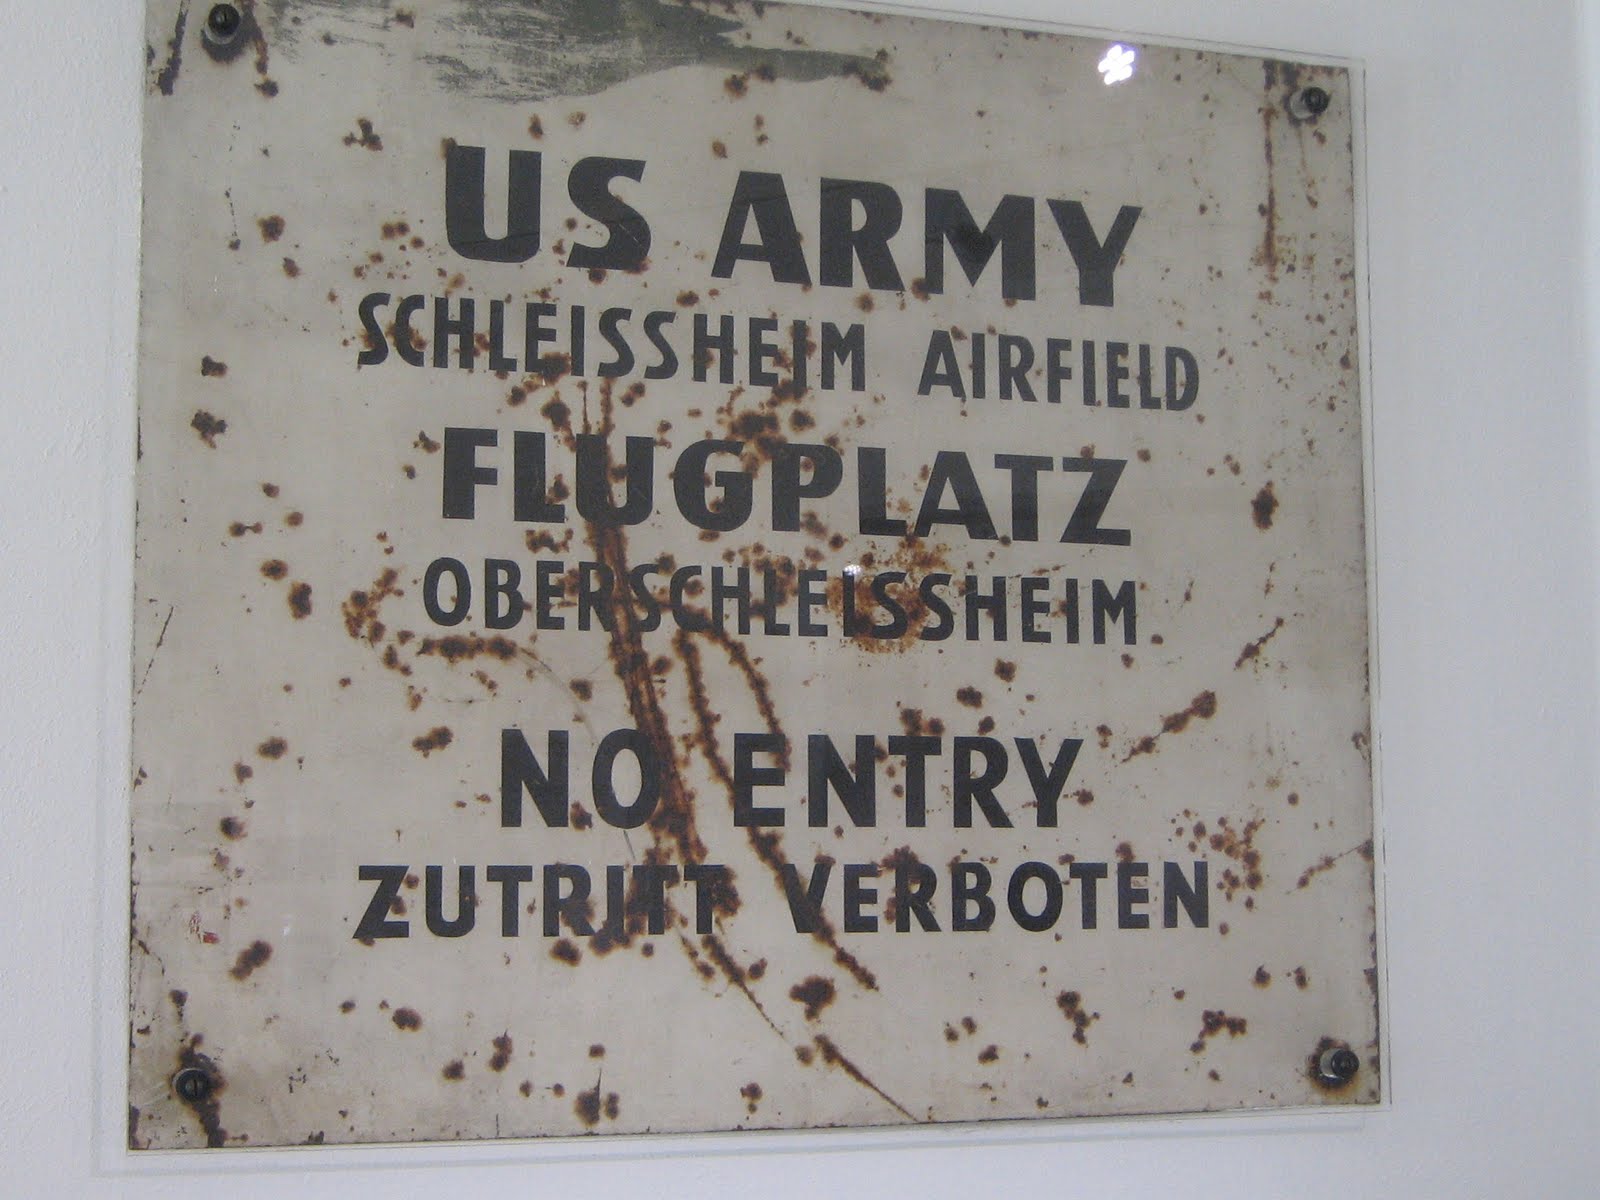 US ARMY
SCHLEISSHEIM AIRFIELD
FLUGPLATZ
OBERSCHLEISSHEIM
NO ENTRY
ZUTRITT VERBOTEN